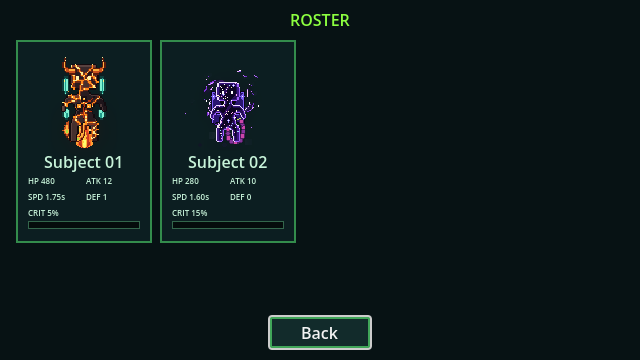 ROSTER
Subject 01
HP 480 ATK 12
SPD 1.75s DEF 1
CRIT 5%
Subject 02
HP 280 ATK 10
SPD 1.60s DEF 0
CRIT 15%
Back